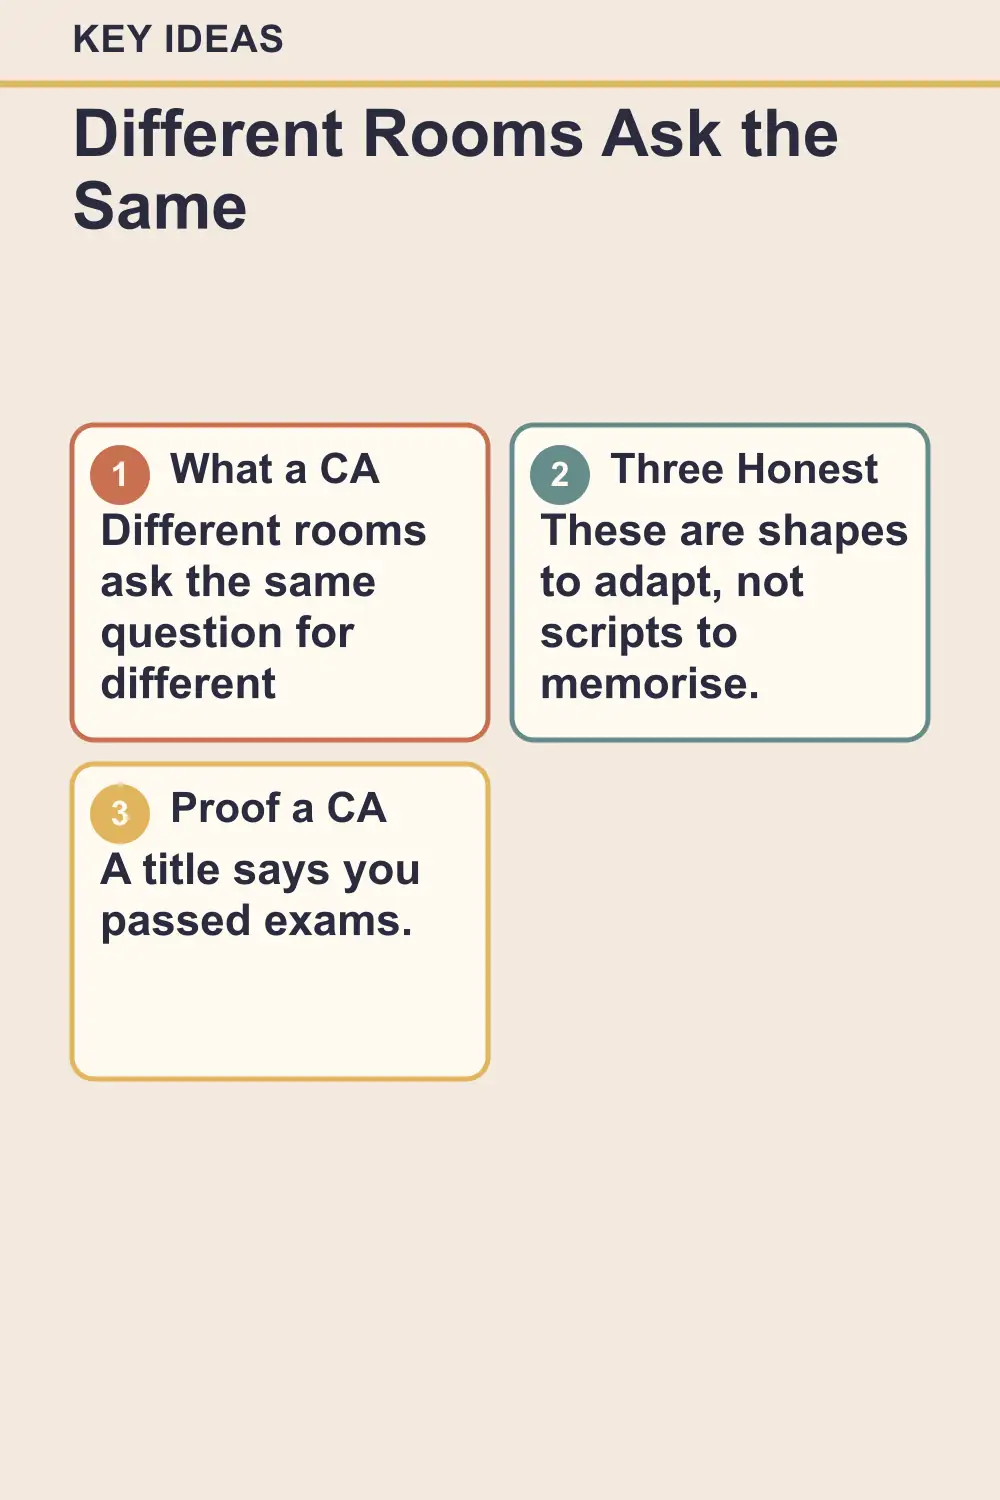 KEY IDEAS
Different Rooms Ask the
Same
1 What a CA
Different rooms
ask the same
question for
different
2 Three Honest
These are shapes
to adapt, not
scripts to
memorise.
3 Proof a CA
A title says you
passed exams.